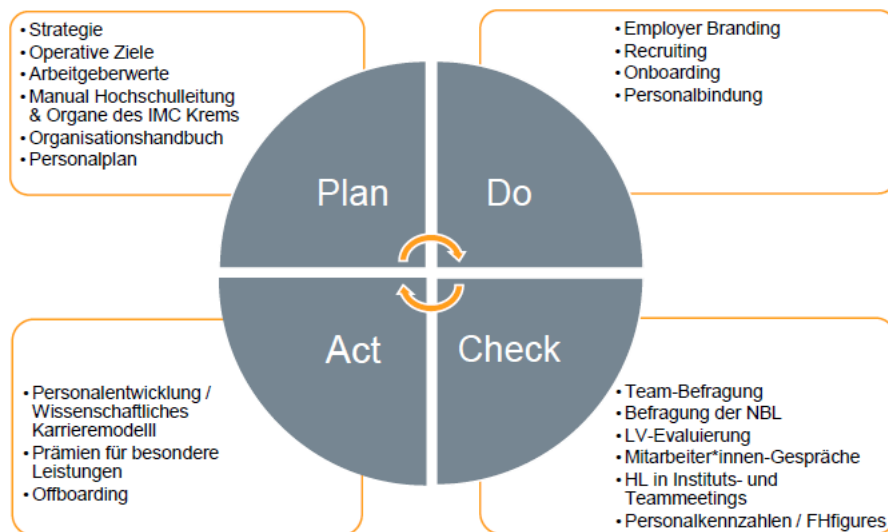 • Strategie
• Operative Ziele
• Arbeitgeberwerte
• Manual Hochschulleitung
& Organe des IMC Krems
• Organisationshandbuch
• Personalplan
• Employer Branding
• Recruiting
• Onboarding
• Personalbindung
Plan
Do
Act
Check
• Personalentwicklung /
Wissenschaftliches
Karrieremodelll
• Prämien für besondere
Leistungen
• Offboarding
• Team-Befragung
• Befragung der NBL
• LV-Evaluierung
• Mitarbeiter*innen-Gespräche
• HL in Instituts- und
Teammeetings
• Personalkennzahlen / FHfigures